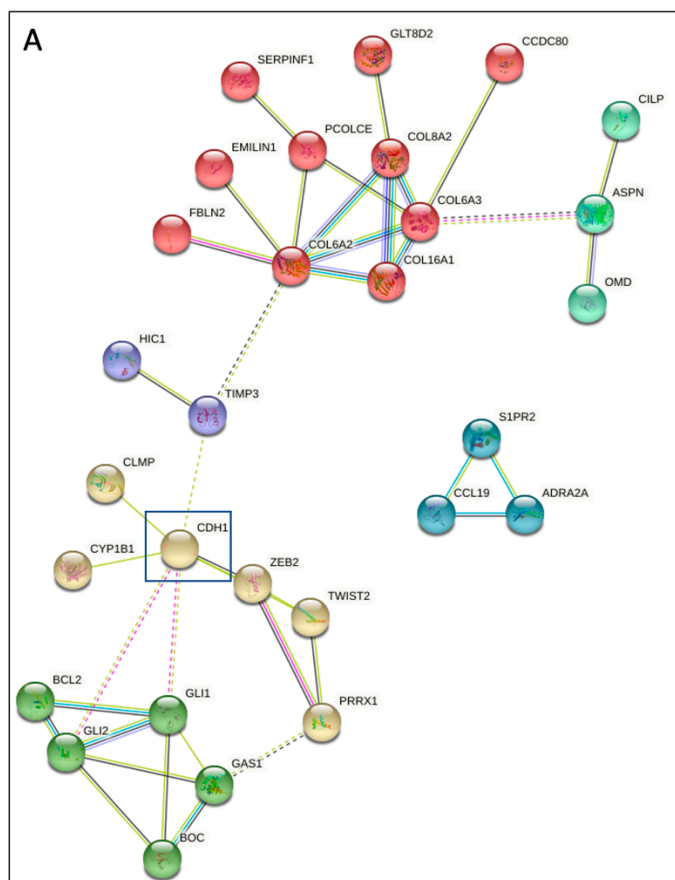 A
GLT8D2
CCDC80
SERPINF1
CILP
PCOLCE
COL8A2
EMILIN1
ASPN
COL6A3
FBLN2
COL6A2
COL16A1
OMD
HIC1
TIMP3
S1PR2
CLMP
CCL19
ADRA2A
CDH1
CYP1B1
ZEB2
TWIST2
BCL2
GLI1
PRRX1
GLI2
GAS1
BOC